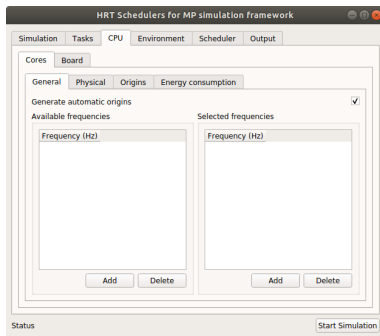 HRT Schedulers for MP simulation framework
Simulation Tasks CPU Environment Scheduler Output
Cores Board
General Physical Origins Energy consumption
Generate automatic origins
Available frequencies Selected frequencies
Frequency (Hz) Frequency (Hz)
Add Delete Add Delete
Status Start Simulation